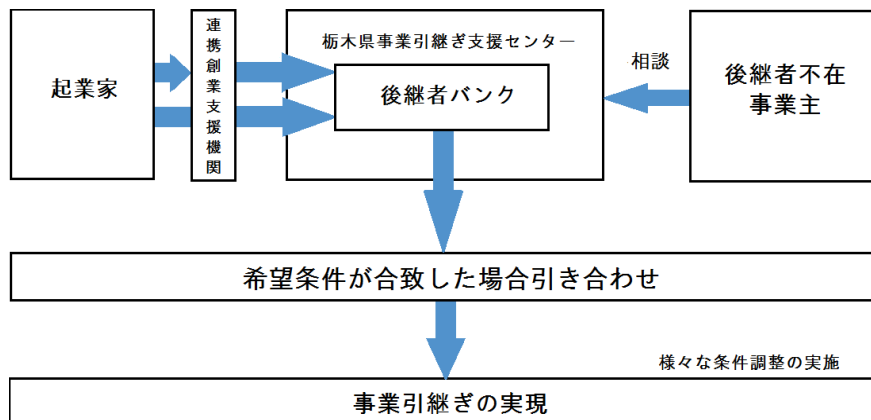 起業家
連携創業支援機関
栃木県事業引継ぎ支援センター
後継者バンク
相談
後継者不在
事業主
希望条件が合致した場合引き合わせ
様々な条件調整の実施
事業引継ぎの実現